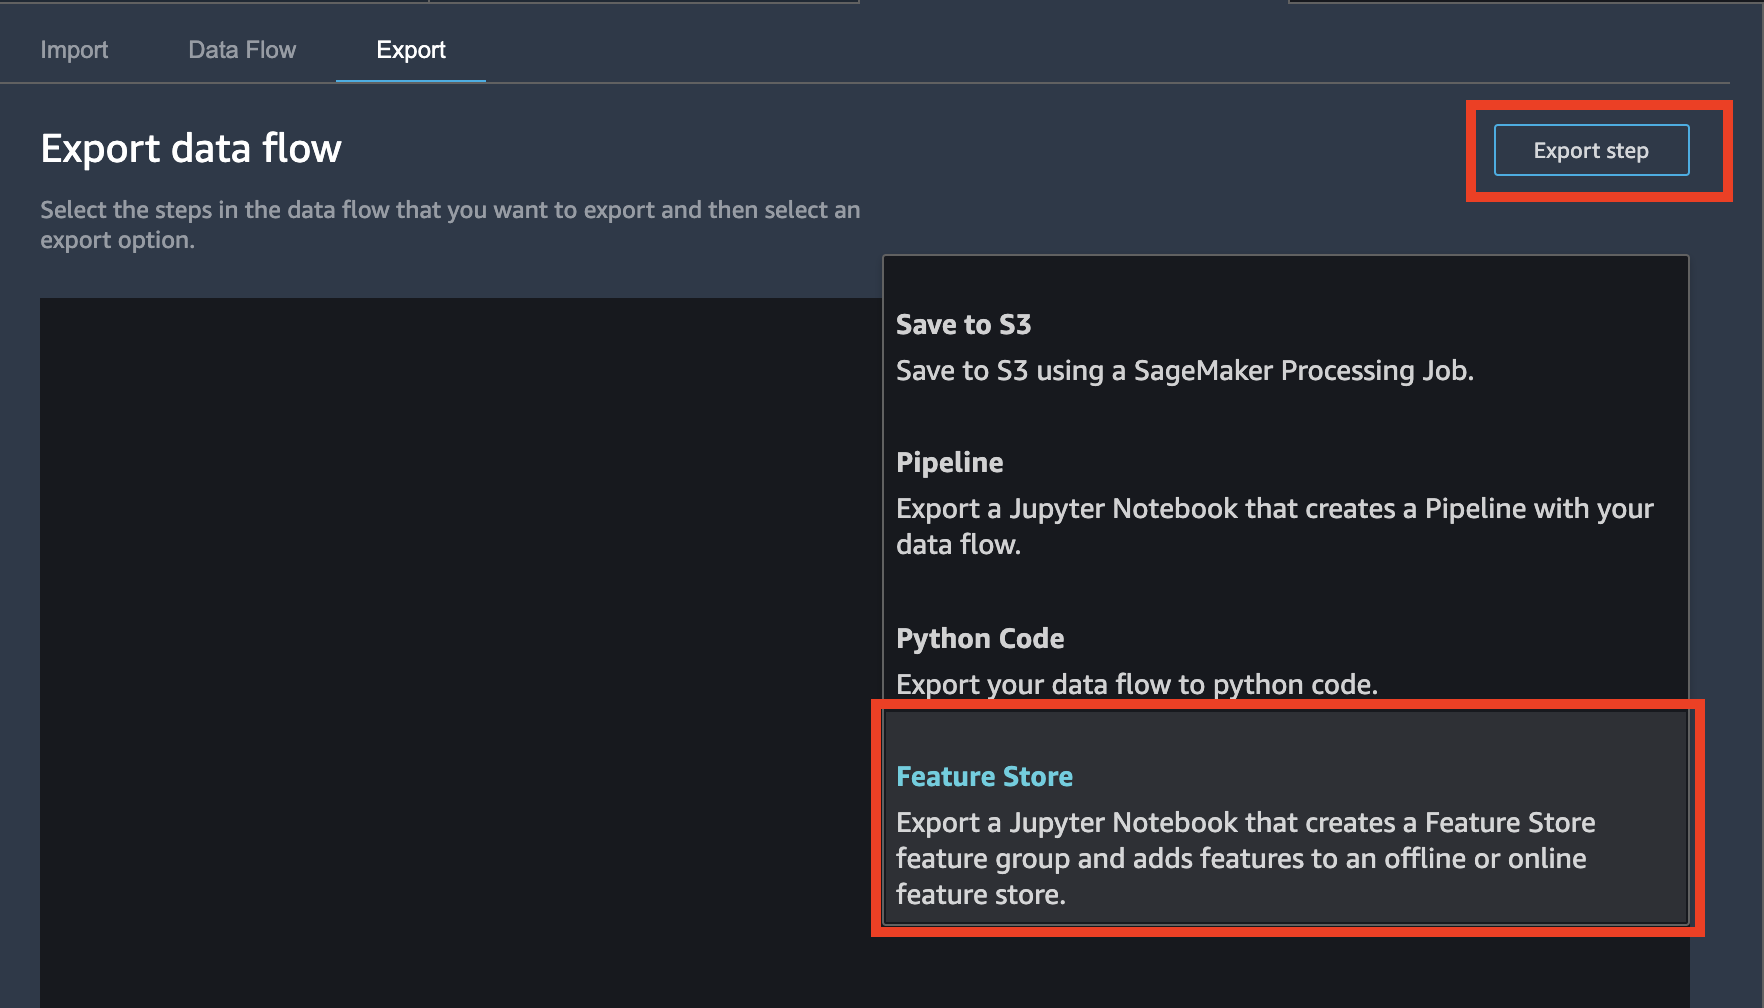 Import
Data Flow
Export
Export data flow
Export step
Select the steps in the data flow that you want to export and then select an
export option.
Save to S3
Save to S3 using a SageMaker Processing Job.
Pipeline
Export a Jupyter Notebook that creates a Pipeline with your
data flow.
Python Code
Export your data flow to python code.
Feature Store
Export a Jupyter Notebook that creates a Feature Store
feature group and adds features to an offline or online
feature store.